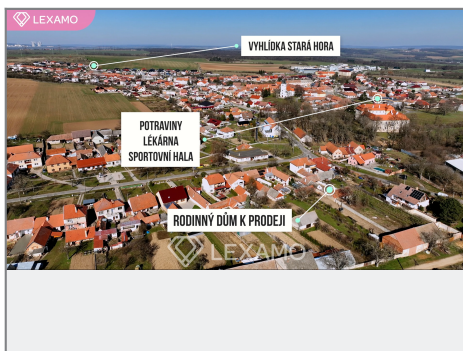 LEXAMO
VYHLÍDKA STARÁ HORA
POTRAVINY
LÉKÁRNA
SPORTOVNÍ HALA
RODINNÝ DŮM K PRODEJI
LEXAMO